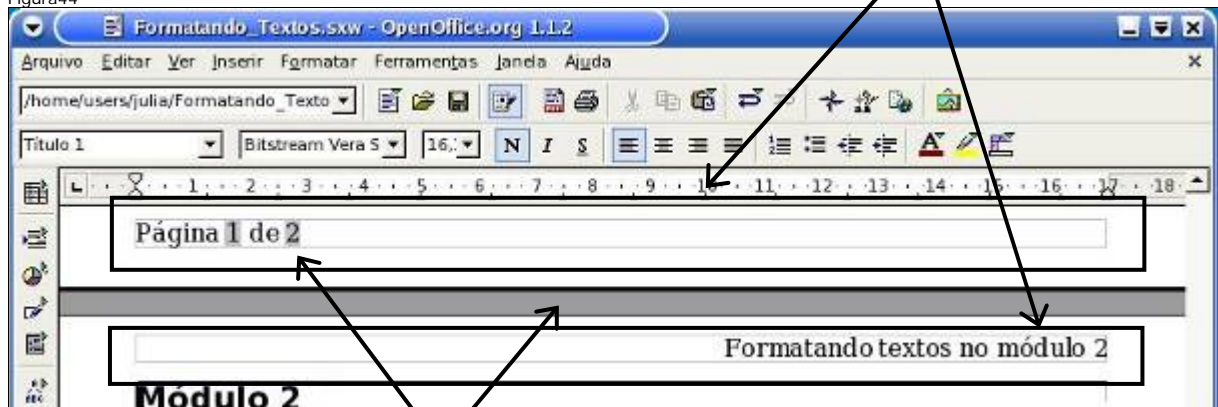 Figura44
Formatando_Textos.sxw - OpenOffice.org 1.1.2
Arquivo Editar Ver Inserir Formatar Ferramentas Janela Ajuda
/home/users/julia/Formatando_Texto
Título 1 Bitstream Vera S 16,: N I S
1 2 3 4 5 6 7 8 9 10 11 12 13 14 15 16 17 18
Página 1 de 2
Formatando textos no módulo 2
Módulo 2